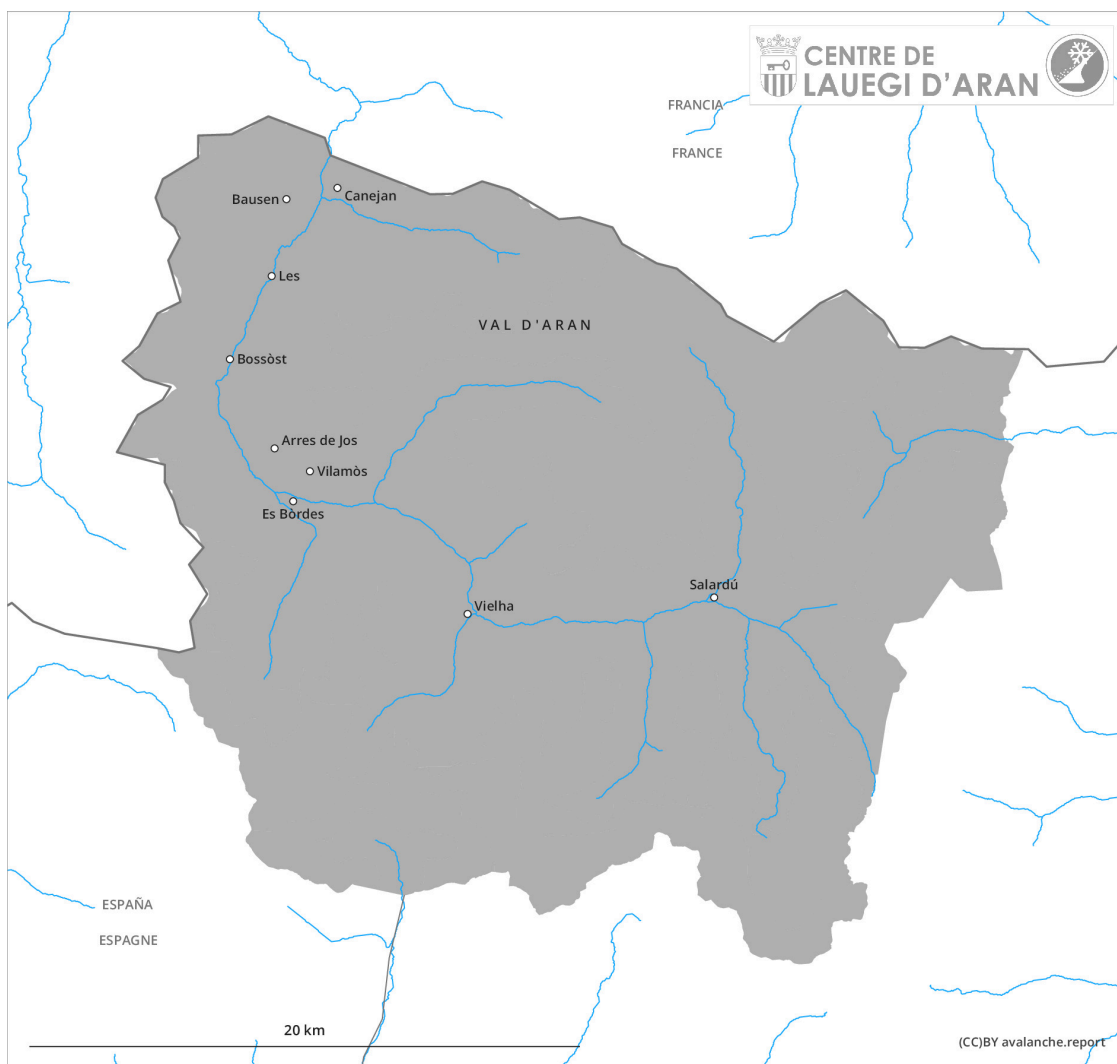 CENTRE DE
LAUEGI D'ARAN
FRANCIA
FRANCE
Bausen
Canejan
Les
VAL D'ARAN
Bossòst
Arres de Jos
Vilamòs
Es Bòrdes
Salardú
Vielha
ESPAÑA
ESPAGNE
20 km
(CC)BY avalanche.report